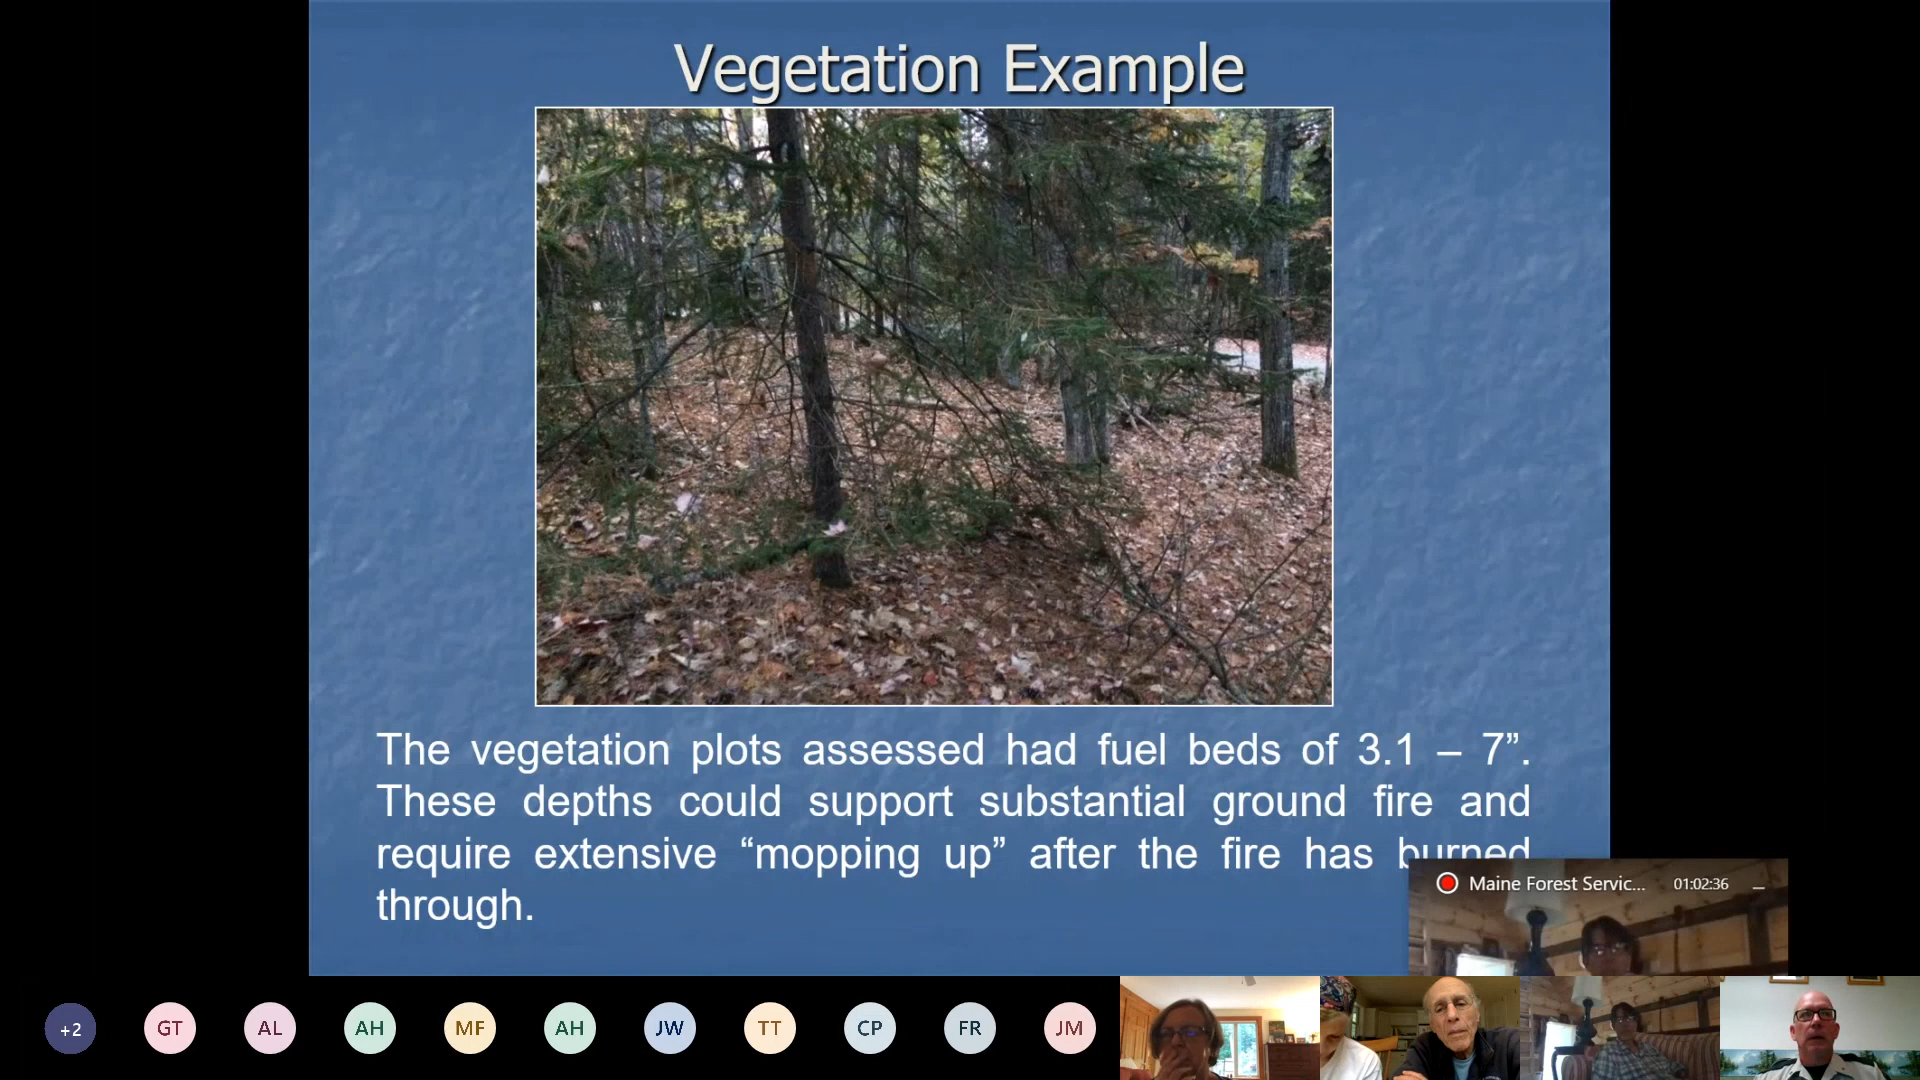 Vegetation Example
The vegetation plots assessed had fuel beds of 3.1 – 7”.
These depths could support substantial ground fire and
require extensive “mopping up” after the fire has burned
through.
Maine Forest Servic... 01:02:36
+2 GT AL AH MF AH JW TT CP FR JM